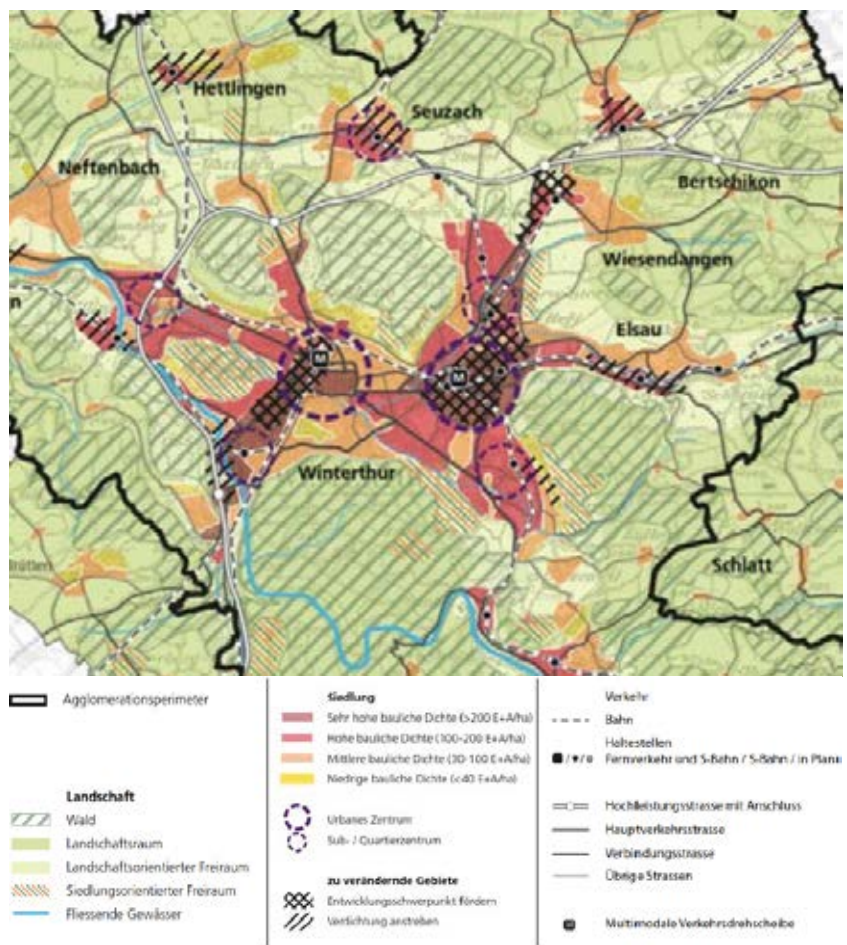 Hettlingen
Seuzach
Neftenbach
Bertschikon
Wiesendangen
Elsau
M
M
Winterthur
Schlatt
Agglomerationsperimeter
Landschaft
Wald
Landschaftsraum
Landschaftsorientierter Freiraum
Siedlungsorientierter Freiraum
Fliessende Gewässer
Siedlung
Sehr hohe bauliche Dichte (>200 E+A/ha)
Hohe bauliche Dichte (100-200 E+A/ha)
Mittlere bauliche Dichte (30-100 E+A/ha)
Niedrige bauliche Dichte (<40 E+A/ha)
Urbanes Zentrum
Sub- / Quartierzentrum
zu verändernde Gebiete
Entwicklungsschwerpunkt fördern
Verdichtung anstreben
Verkehr
Bahn
Haltestellen
Fernverkehr und S-Bahn / S-Bahn / in Planu
Hochleistungsstrasse mit Anschluss
Hauptverkehrsstrasse
Verbindungsstrasse
Übrige Strassen
M
Multimodale Verkehrsdrehscheibe